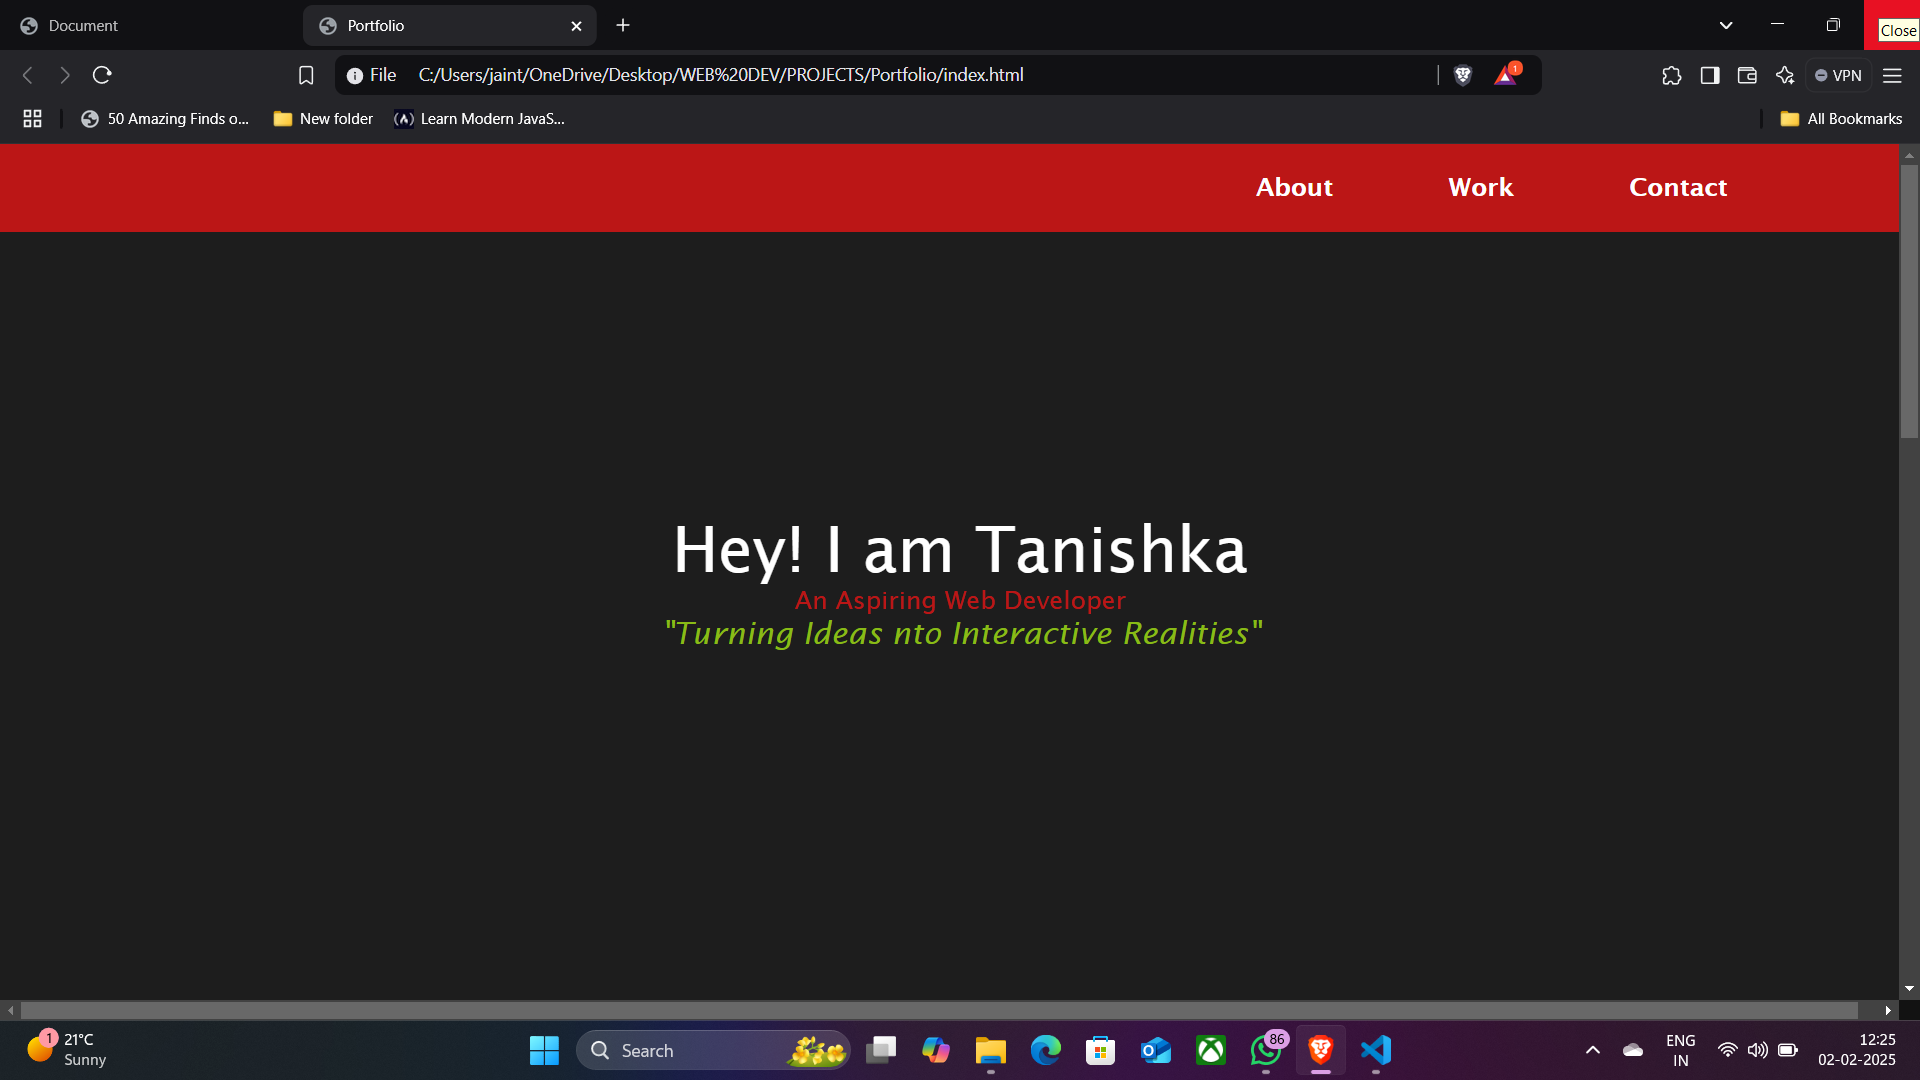 Document
Portfolio
Close
File
C:/Users/jaint/OneDrive/Desktop/WEB%20DEV/PROJECTS/Portfolio/index.html
1
VPN
50 Amazing Finds o...
New folder
Learn Modern JavaS...
All Bookmarks
About
Work
Contact
Hey! I am Tanishka
An Aspiring Web Developer
"Turning Ideas nto Interactive Realities"
1
21°C
Sunny
Search
86
ENG
IN
12:25
02-02-2025